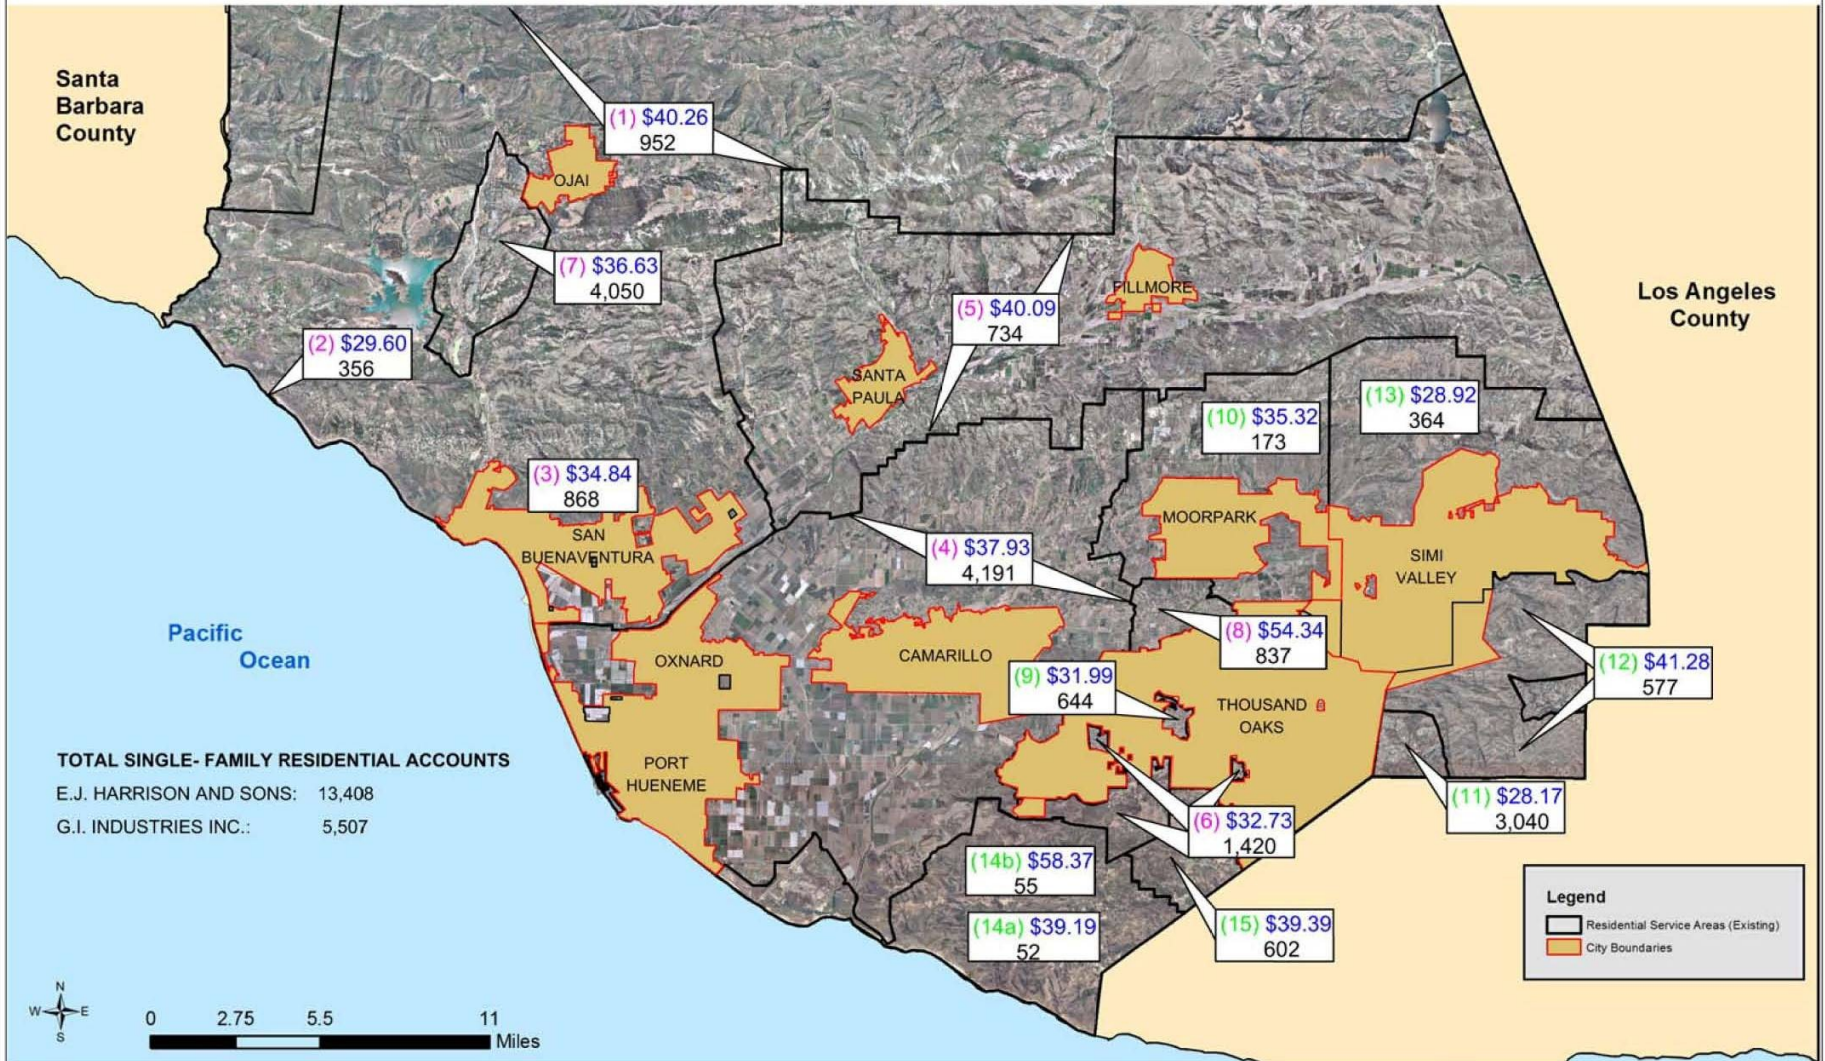 Santa
Barbara
County
(1) $40.26
952
OJAI
(7) $36.63
4,050
(2) $29.60
356
(5) $40.09
734
FILLMORE
Los Angeles
County
SANTA
PAULA
(10) $35.32
173
(13) $28.92
364
(3) $34.84
868
SAN
BUENAVENTURA
MOORPARK
SIMI
VALLEY
(4) $37.93
4,191
(8) $54.34
837
Pacific
Ocean
OXNARD
CAMARILLO
(9) $31.99
644
(12) $41.28
577
THOUSAND
OAKS
TOTAL SINGLE- FAMILY RESIDENTIAL ACCOUNTS
E.J. HARRISON AND SONS: 13,408
G.I. INDUSTRIES INC.: 5,507
PORT
HUENEME
(11) $28.17
3,040
(6) $32.73
1,420
(14b) $58.37
55
(14a) $39.19
52
(15) $39.39
602
Legend
Residential Service Areas (Existing)
City Boundaries
N
W E
S
0 2.75 5.5 11
Miles